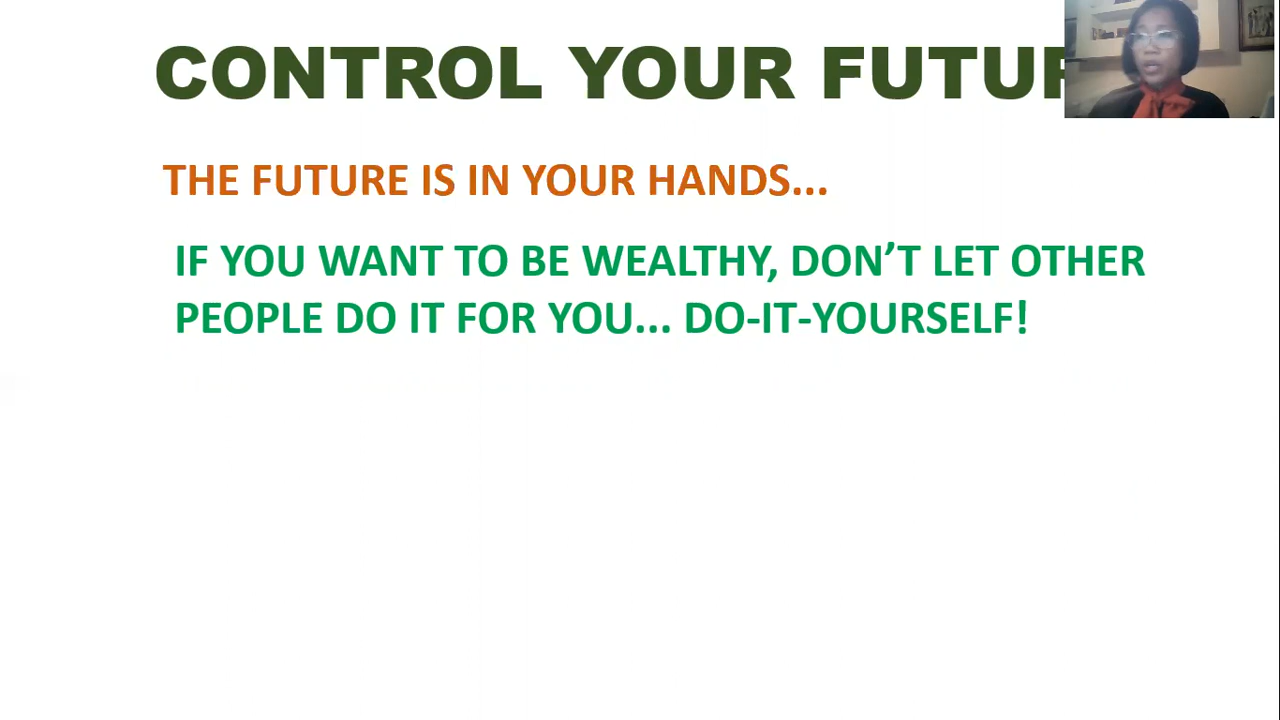 CONTROL YOUR FUTU
THE FUTURE IS IN YOUR HANDS...
IF YOU WANT TO BE WEALTHY, DON’T LET OTHER
PEOPLE DO IT FOR YOU... DO-IT-YOURSELF!